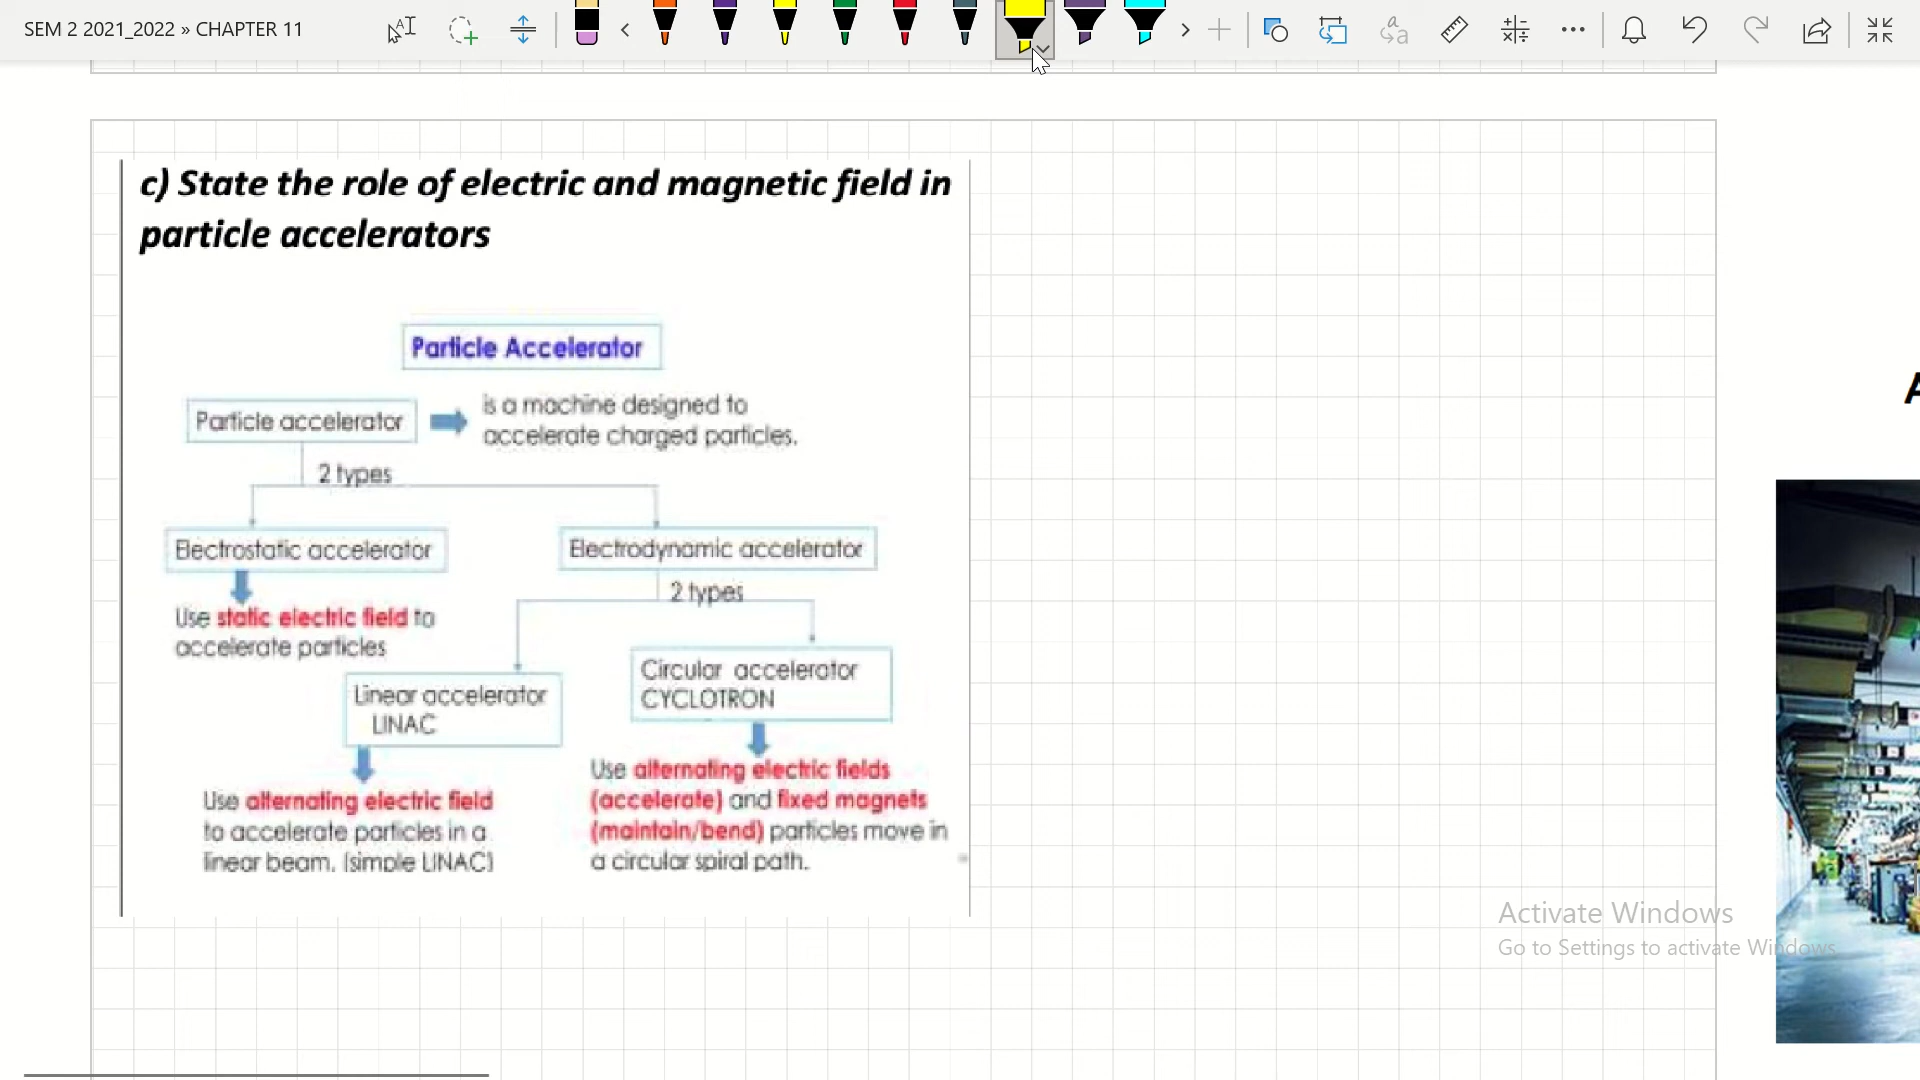 SEM 2 2021_2022 » CHAPTER 11
c) State the role of electric and magnetic field in
particle accelerators
Particle Accelerator
Particle accelerator
is a machine designed to
accelerate charged particles.
2 types
Electrostatic accelerator
Electrodynamic accelerator
Use static electric field to
accelerate particles
2 types
Linear accelerator
LINAC
Circular accelerator
CYCLOTRON
Use alternating electric field
to accelerate particles in a
linear beam. (simple LINAC)
Use alternating electric fields
(accelerate) and fixed magnets
(maintain/bend) particles move in
a circular spiral path.
A
Activate Windows
Go to Settings to activate Windows.